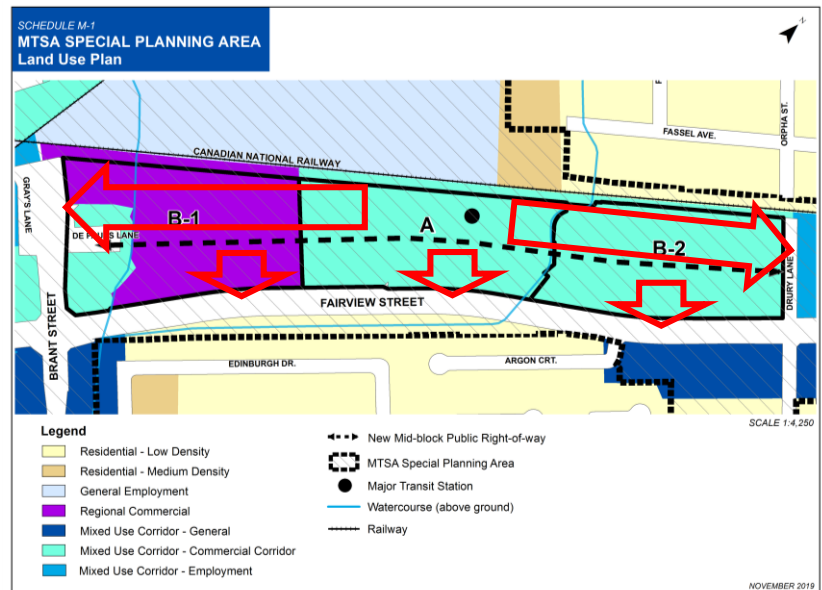 SCHEDULE M-1
MTSA SPECIAL PLANNING AREA
Land Use Plan
N
FASSEL AVE.
ORPHA ST.
CANADIAN NATIONAL RAILWAY
GRAY'S LANE
B-1
A
B-2
LANE
DRURY LANE
FAIRVIEW STREET
BRANT STREET
EDINBURGH DR.
ARGON CRT.
SCALE 1:4,250
Legend
Residential - Low Density
Residential - Medium Density
General Employment
Regional Commercial
Mixed Use Corridor - General
Mixed Use Corridor - Commercial Corridor
Mixed Use Corridor - Employment
New Mid-block Public Right-of-way
MTSA Special Planning Area
Major Transit Station
Watercourse (above ground)
Railway
NOVEMBER 2019